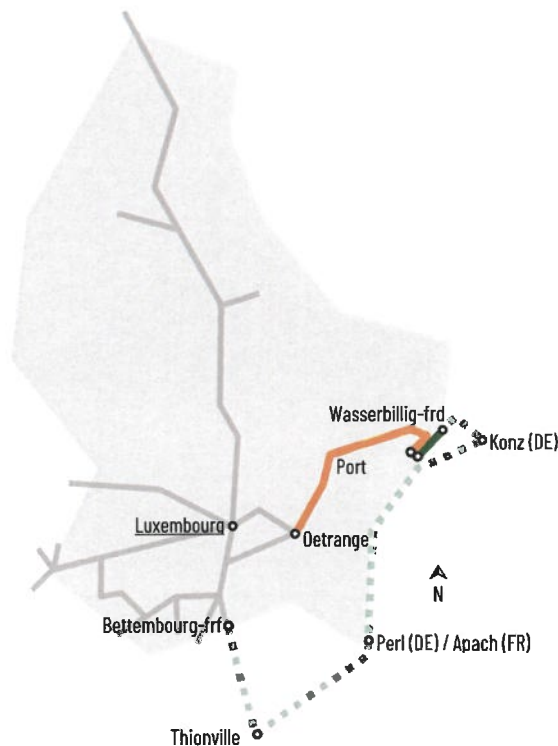 Wasserbillig-frd
Konz (DE)
Port
Luxembourg
Oetrange
N
Bettembourg-frf
Perl (DE) / Apach (FR)
Thionville